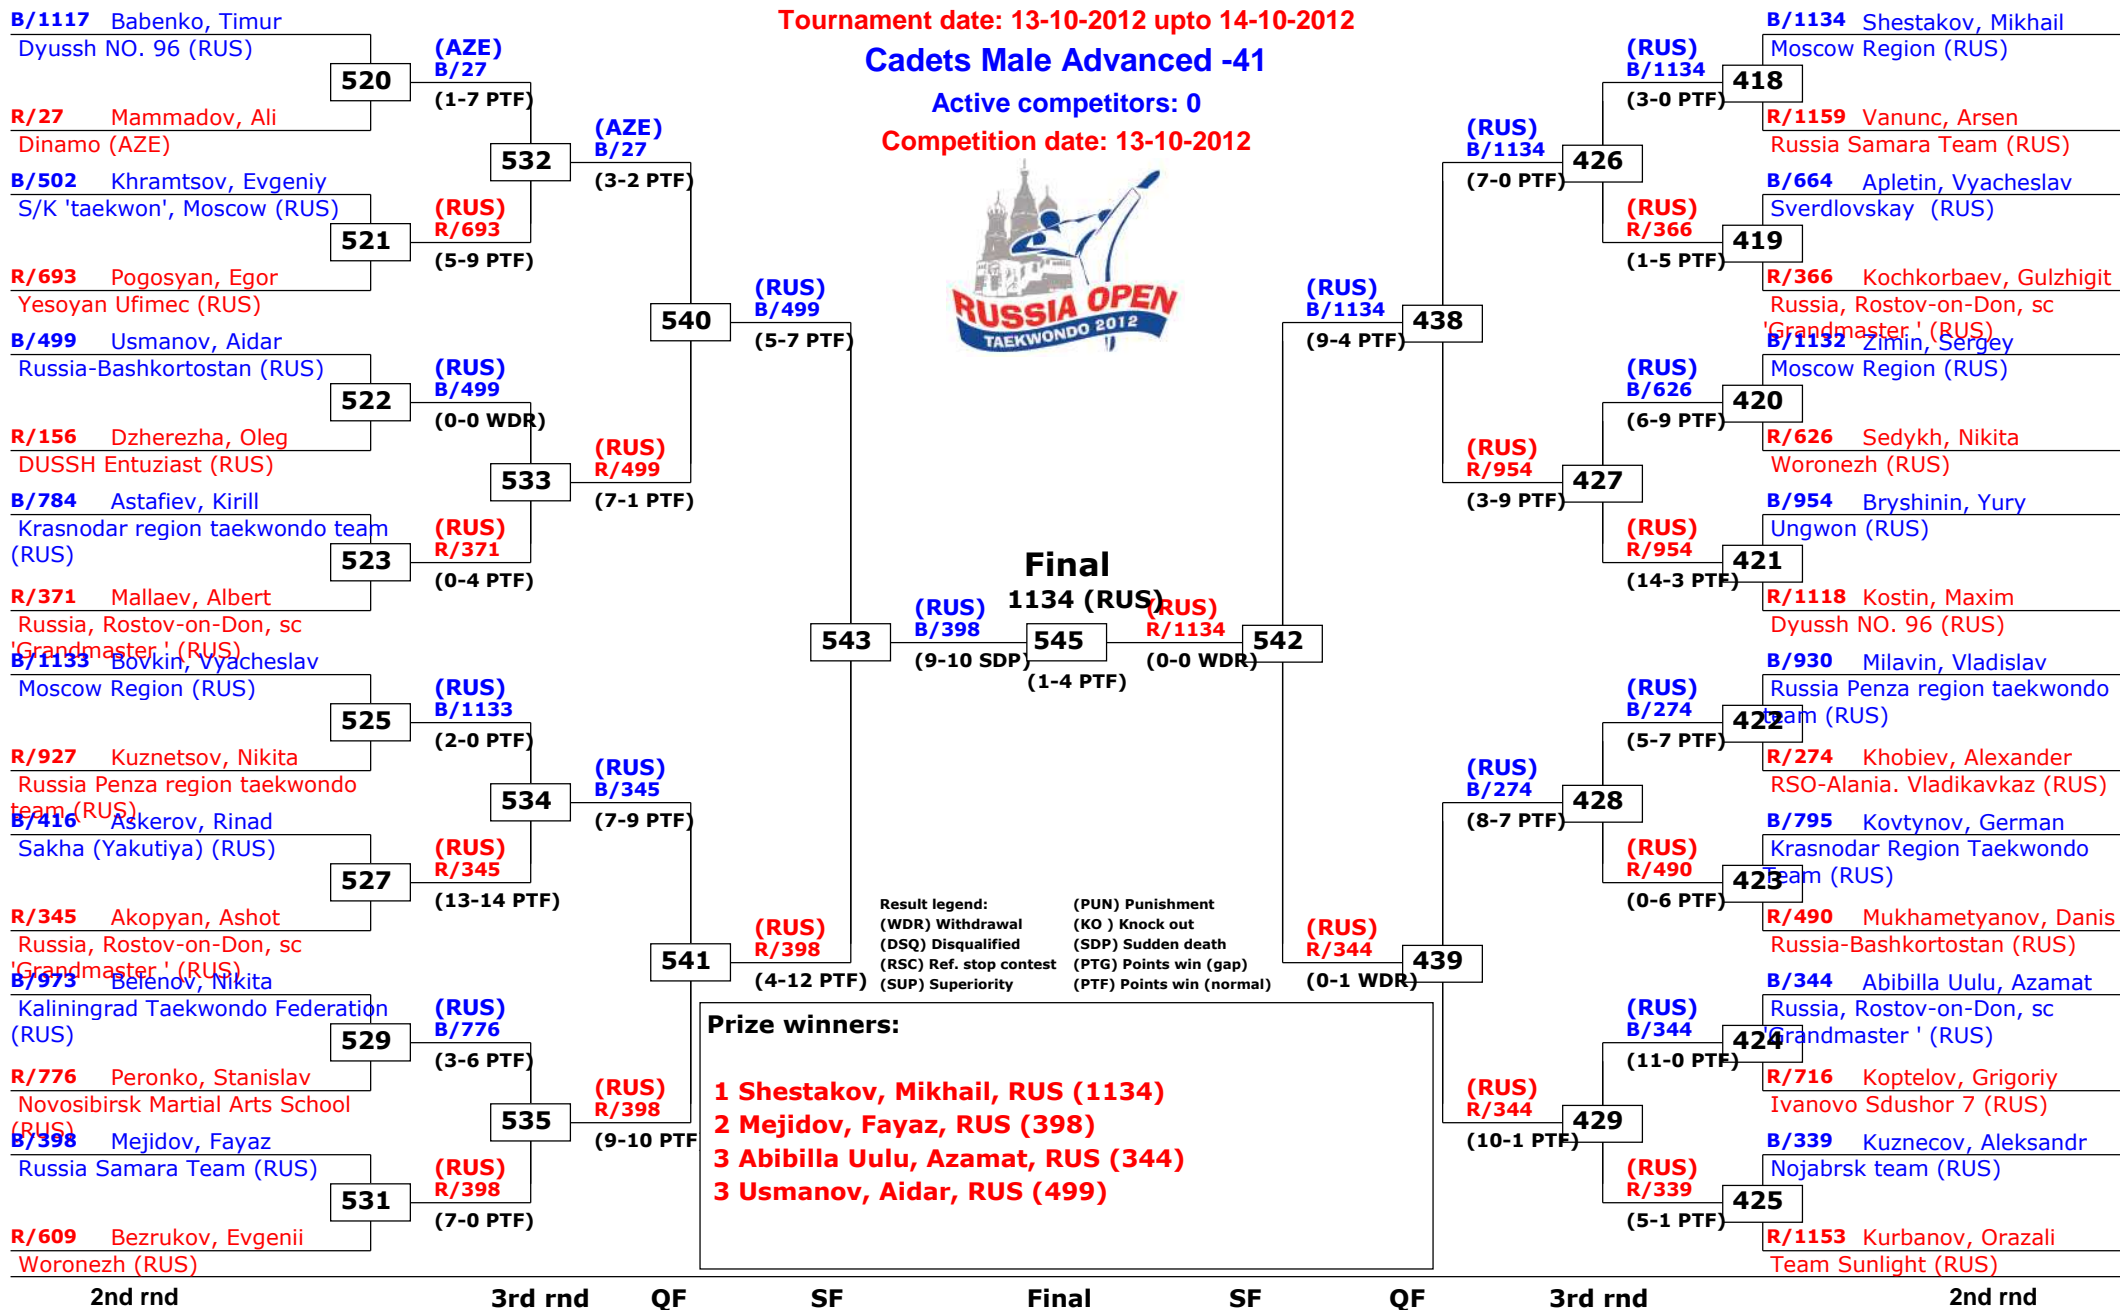 Tournament date: 13-10-2012 upto 14-10-2012
Cadets Male Advanced -41
Active competitors: 0
Competition date: 13-10-2012
RUSSIA OPEN
TAEKWONDO 2012
B/1117 Babenko, Timur
Dyussh NO. 96 (RUS)
520
R/27 Mammadov, Ali
Dinamo (AZE)
B/502 Khramtsov, Evgeniy
S/K 'taekwon', Moscow (RUS)
521
R/693 Pogosyan, Egor
Yesoyan Ufimec (RUS)
B/499 Usmanov, Aidar
Russia-Bashkortostan (RUS)
522
R/156 Dzherezha, Oleg
DUSSH Entuziast (RUS)
B/784 Astafiev, Kirill
Krasnodar region taekwondo team
(RUS)
523
R/371 Mallaev, Albert
Russia, Rostov-on-Don, sc
'Grandmaster ' (RUS)
B/1133 Bovkin, Vyacheslav
Moscow Region (RUS)
525
R/927 Kuznetsov, Nikita
Russia Penza region taekwondo
team (RUS)
B/416 Askerov, Rinad
Sakha (Yakutiya) (RUS)
527
R/345 Akopyan, Ashot
Russia, Rostov-on-Don, sc
'Grandmaster ' (RUS)
B/973 Belenov, Nikita
Kaliningrad Taekwondo Federation
(RUS)
529
R/776 Peronko, Stanislav
Novosibirsk Martial Arts School
(RUS)
B/398 Mejidov, Fayaz
Russia Samara Team (RUS)
531
R/609 Bezrukov, Evgenii
Woronezh (RUS)
(AZE)
B/27
(1-7 PTF)
532
(RUS)
R/693
(5-9 PTF)
(RUS)
B/499
(0-0 WDR)
533
(RUS)
R/371
(0-4 PTF)
(RUS)
B/1133
(2-0 PTF)
534
(RUS)
R/345
(13-14 PTF)
(RUS)
B/776
(3-6 PTF)
535
(RUS)
R/398
(7-0 PTF)
(AZE)
B/27
(3-2 PTF)
540
(RUS)
R/499
(7-1 PTF)
(RUS)
B/345
(7-9 PTF)
541
(RUS)
R/398
(9-10 PTF
(RUS)
B/499
(5-7 PTF)
543
(RUS)
R/398
(4-12 PTF)
Final
1134 (RUS)
(RUS)
B/398
(9-10 SDP)
545
(1-4 PTF)
(RUS)
R/1134
(0-0 WDR)
542
(RUS)
B/1134
(9-4 PTF)
438
(RUS)
R/344
(0-1 WDR)
439
(RUS)
B/1134
(7-0 PTF)
426
(RUS)
R/954
(3-9 PTF)
427
(RUS)
B/274
(8-7 PTF)
428
(RUS)
R/344
(10-1 PTF)
429
(RUS)
B/1134
(3-0 PTF)
418
(RUS)
R/366
(1-5 PTF)
419
(RUS)
B/626
(6-9 PTF)
420
(RUS)
R/954
(14-3 PTF)
421
(RUS)
B/274
(5-7 PTF)
422
(RUS)
R/490
(0-6 PTF)
423
(RUS)
B/344
(11-0 PTF)
424
(RUS)
R/339
(5-1 PTF)
425
B/1134 Shestakov, Mikhail
Moscow Region (RUS)
R/1159 Vanunc, Arsen
Russia Samara Team (RUS)
B/664 Apletin, Vyacheslav
Sverdlovskay (RUS)
R/366 Kochkorbaev, Gulzhigit
Russia, Rostov-on-Don, sc
'Grandmaster ' (RUS)
B/1132 Zimin, Sergey
Moscow Region (RUS)
R/626 Sedykh, Nikita
Woronezh (RUS)
B/954 Bryshinin, Yury
Ungwon (RUS)
R/1118 Kostin, Maxim
Dyussh NO. 96 (RUS)
B/930 Milavin, Vladislav
Russia Penza region taekwondo
team (RUS)
R/274 Khobiev, Alexander
RSO-Alania. Vladikavkaz (RUS)
B/795 Kovtynov, German
Krasnodar Region Taekwondo
Team (RUS)
R/490 Mukhametyanov, Danis
Russia-Bashkortostan (RUS)
B/344 Abibilla Uulu, Azamat
Russia, Rostov-on-Don, sc
'Grandmaster ' (RUS)
R/716 Koptelov, Grigoriy
Ivanovo Sdushor 7 (RUS)
B/339 Kuznecov, Aleksandr
Nojabrsk team (RUS)
R/1153 Kurbanov, Orazali
Team Sunlight (RUS)
Result legend:
(WDR) Withdrawal
(DSQ) Disqualified
(RSC) Ref. stop contest
(SUP) Superiority
(PUN) Punishment
(KO ) Knock out
(SDP) Sudden death
(PTG) Points win (gap)
(PTF) Points win (normal)
Prize winners:
1 Shestakov, Mikhail, RUS (1134)
2 Mejidov, Fayaz, RUS (398)
3 Abibilla Uulu, Azamat, RUS (344)
3 Usmanov, Aidar, RUS (499)
2nd rnd 3rd rnd QF SF Final SF QF 3rd rnd 2nd rnd